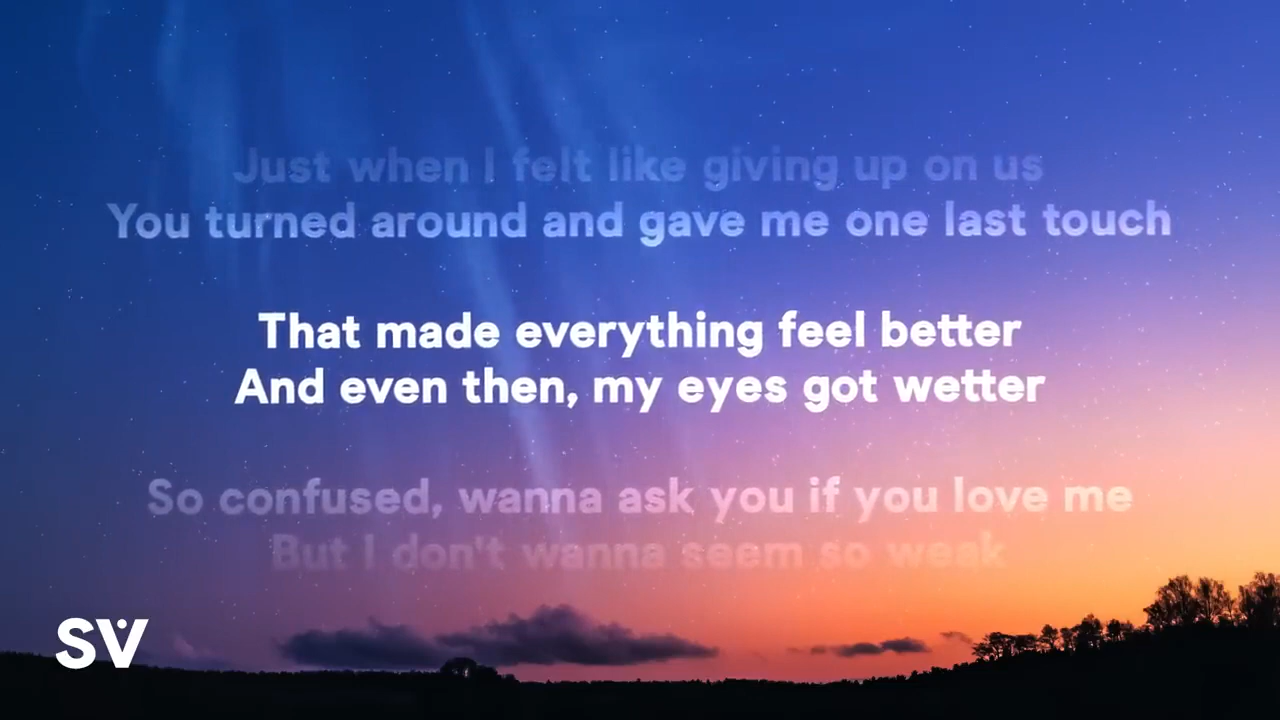 Just when I felt like giving up on us
You turned around and gave me one last touch
That made everything feel better
And even then, my eyes got wetter
So confused, wanna ask you if you love me
But I don't wanna seem so weak
SV